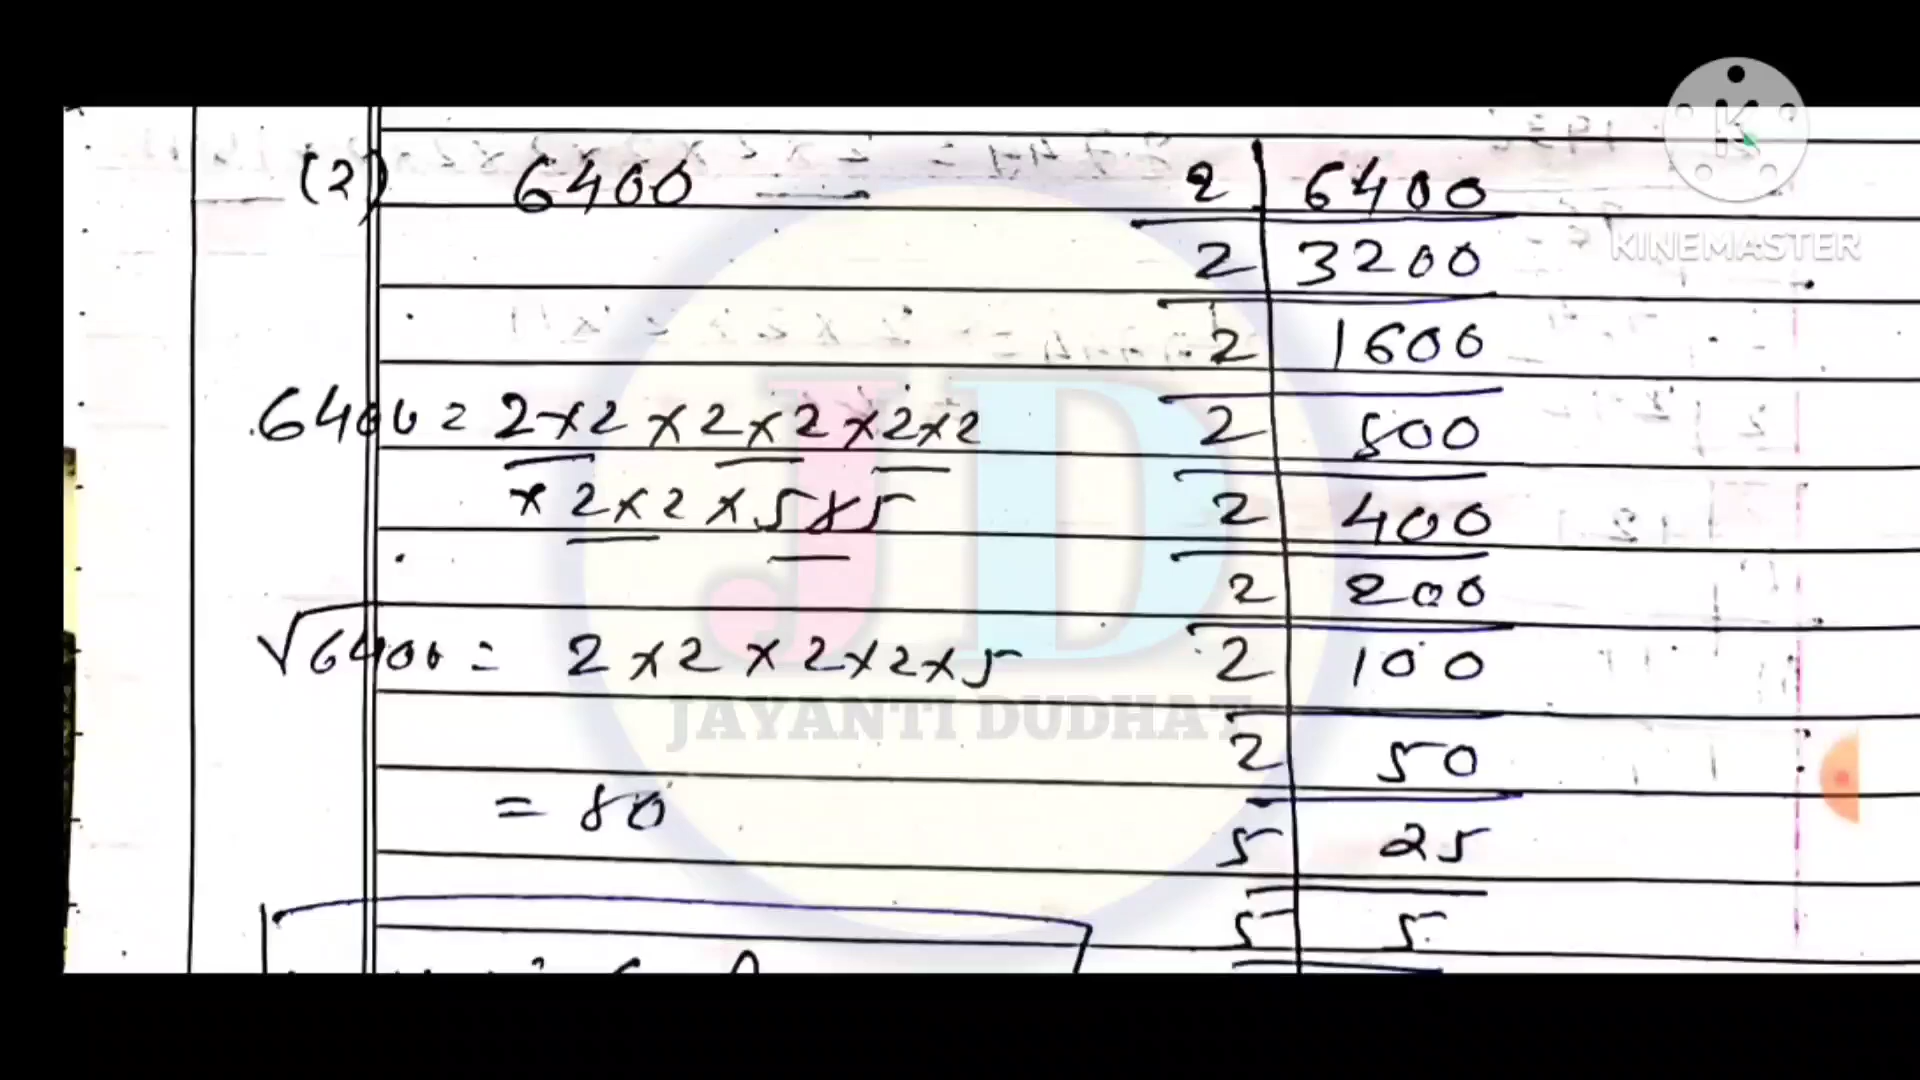 (2) 6400
6400 = 2×2 × 2×2 ×2×2
× 2×2 ×5×5
√6400 = 2 ×2 ×2×2×5
= 80
2 | 6400
2 | 3200
2 | 1600
2 | 800
2 | 400
2 | 200
2 | 100
2 | 50
5 | 25
5 | 5
JD
JAYANTI DUDHAT
K
KINEMASTER